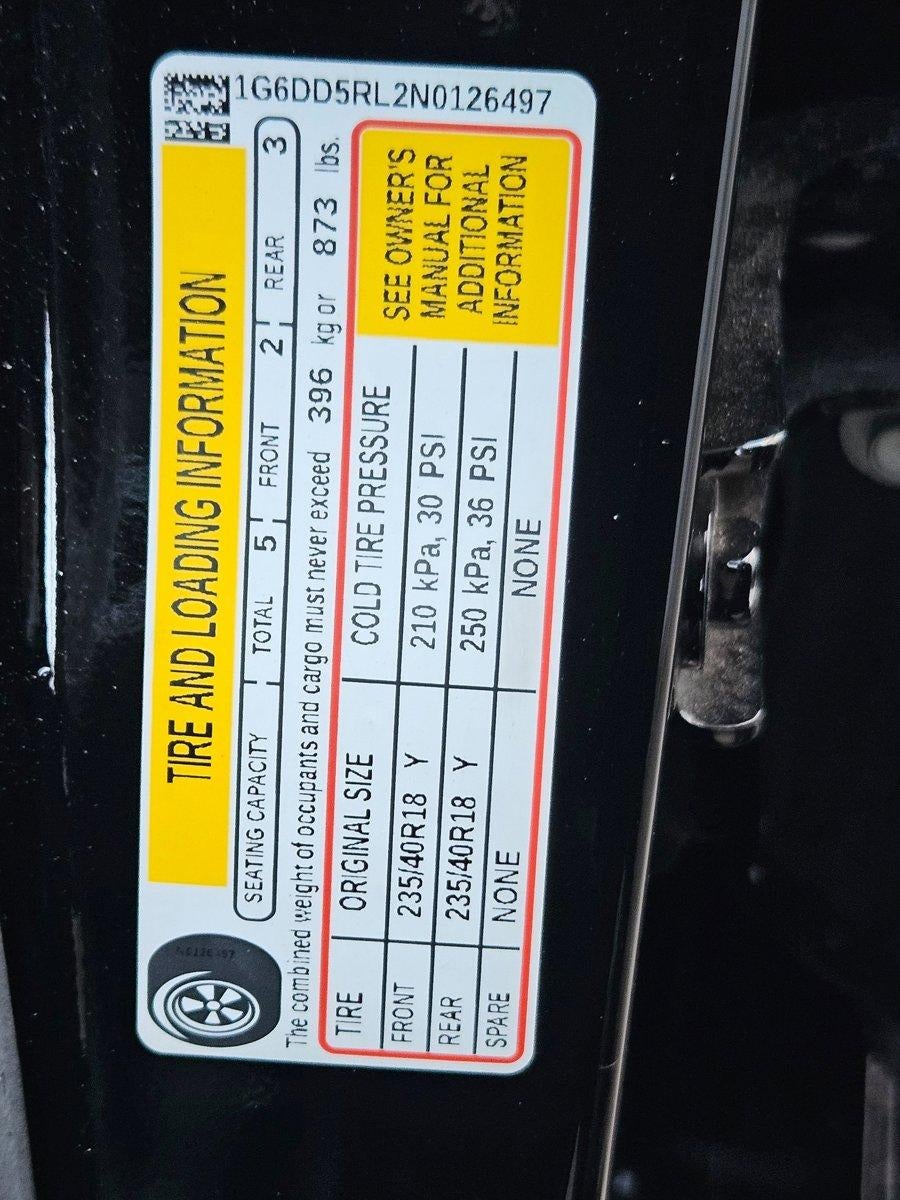 1G6DD5RL2N0126497
TIRE AND LOADING INFORMATION
SEATING CAPACITY TOTAL 5 FRONT 2 REAR 3
The combined weight of occupants and cargo must never exceed 396 kg or 873 lbs.
TIRE ORIGINAL SIZE COLD TIRE PRESSURE
FRONT 235/40R18 Y 210 kPa, 30 PSI
REAR 235/40R18 Y 250 kPa, 36 PSI
SPARE NONE NONE
SEE OWNER'S
MANUAL FOR
ADDITIONAL
INFORMATION